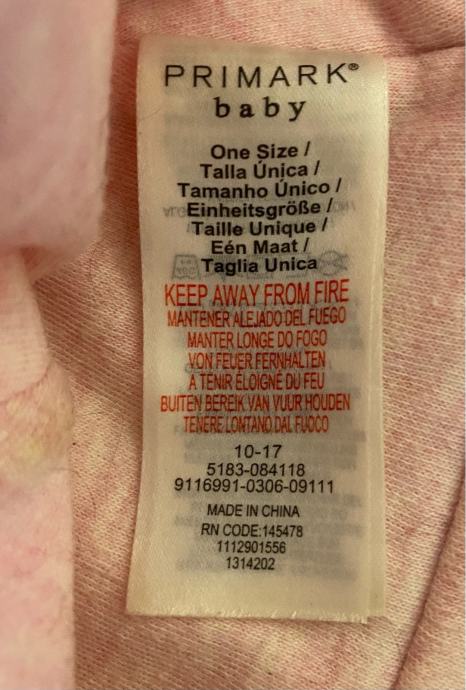 PRIMARK®
baby
One Size /
Talla Única /
Tamanho Único /
Einheitsgröße /
Taille Unique /
Eén Maat /
Taglia Unica
KEEP AWAY FROM FIRE
MANTENER ALEJADO DEL FUEGO
MANTER LONGE DO FOGO
VON FEUER FERNHALTEN
À TENIR ÉLOIGNÉ DU FEU
BUITEN BEREIK VAN VUUR HOUDEN
TENERE LONTANO DAL FUOCO
10-17
5183-084118
9116991-0306-09111
MADE IN CHINA
RN CODE:145478
1112901556
1314202